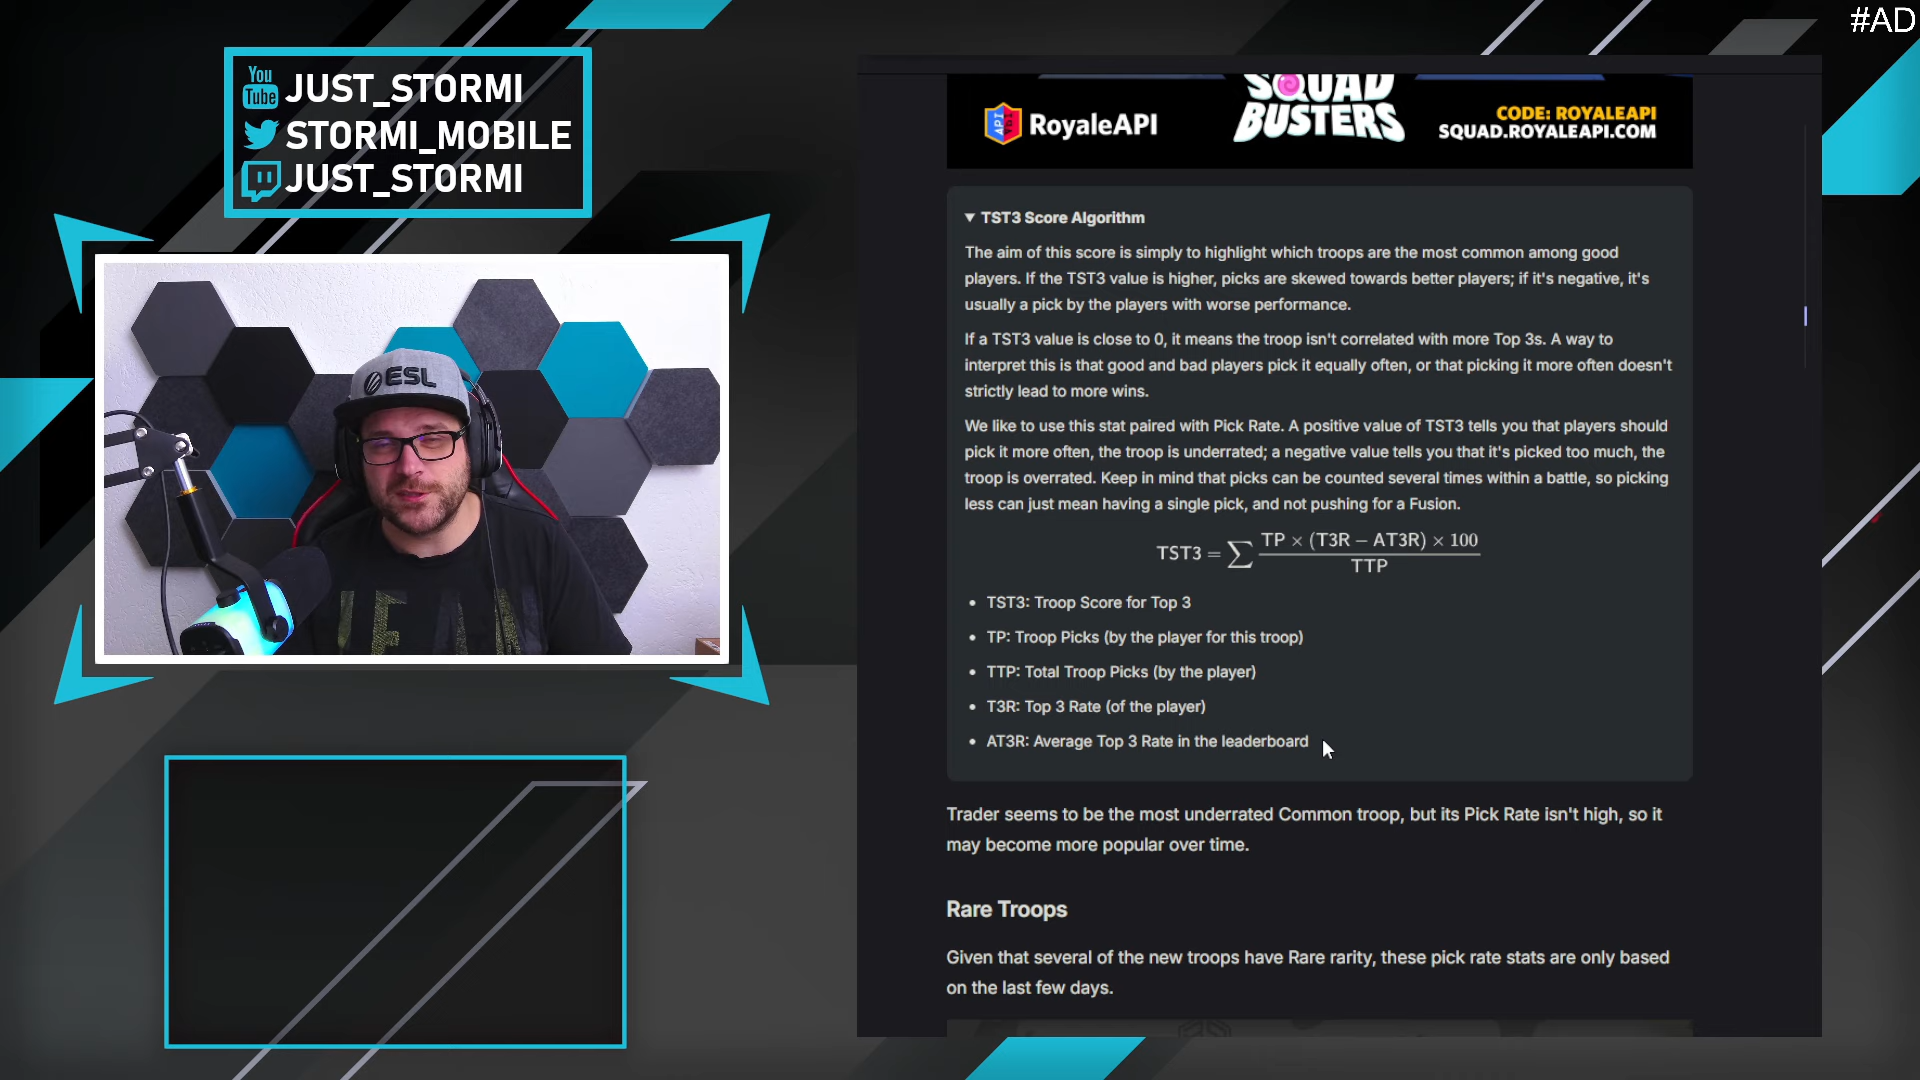 #AD
You
Tube
JUST_STORMI
STORMI_MOBILE
JUST_STORMI
ESL
RoyaleAPI
SQUAD
BUSTERS
CODE: ROYALEAPI
SQUAD.ROYALEAPI.COM
▼ TST3 Score Algorithm
The aim of this score is simply to highlight which troops are the most common among good
players. If the TST3 value is higher, picks are skewed towards better players; if it's negative, it's
usually a pick by the players with worse performance.
If a TST3 value is close to 0, it means the troop isn't correlated with more Top 3s. A way to
interpret this is that good and bad players pick it equally often, or that picking it more often doesn't
strictly lead to more wins.
We like to use this stat paired with Pick Rate. A positive value of TST3 tells you that players should
pick it more often, the troop is underrated; a negative value tells you that it's picked too much, the
troop is overrated. Keep in mind that picks can be counted several times within a battle, so picking
less can just mean having a single pick, and not pushing for a Fusion.
TST3 = ∑ TP × (T3R − AT3R) × 100
TTP
• TST3: Troop Score for Top 3
• TP: Troop Picks (by the player for this troop)
• TTP: Total Troop Picks (by the player)
• T3R: Top 3 Rate (of the player)
• AT3R: Average Top 3 Rate in the leaderboard
Trader seems to be the most underrated Common troop, but its Pick Rate isn't high, so it
may become more popular over time.
Rare Troops
Given that several of the new troops have Rare rarity, these pick rate stats are only based
on the last few days.